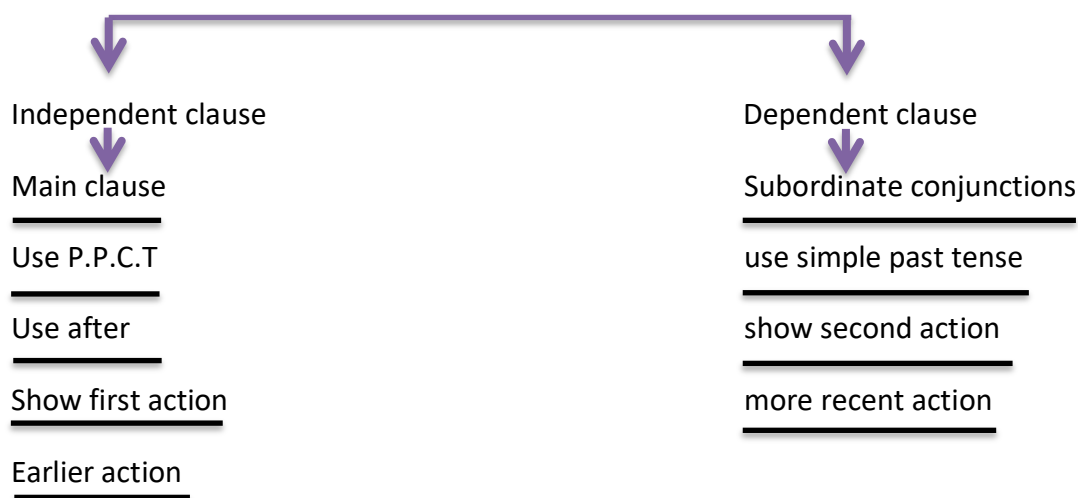 Independent clause
Dependent clause
Main clause
Subordinate conjunctions
Use P.P.C.T
use simple past tense
Use after
show second action
Show first action
more recent action
Earlier action